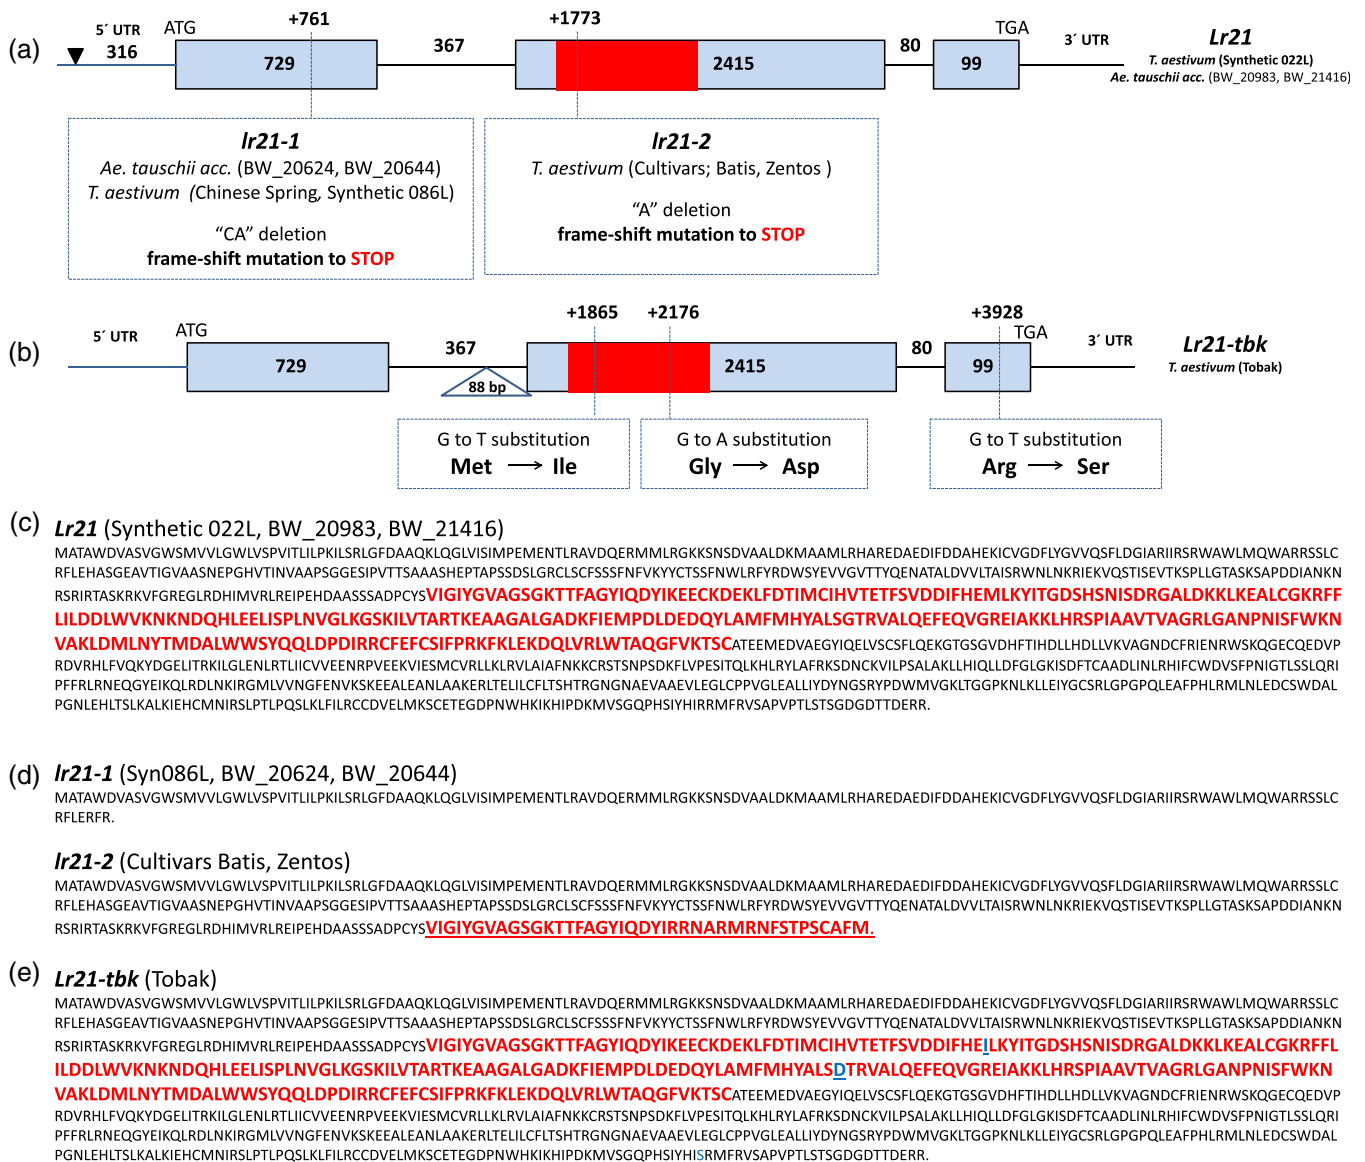 (a)
5´ UTR
316
ATG
+761
729
367
+1773
2415
80
TGA
99
3´ UTR
Lr21
T. aestivum (Synthetic 022L)
Ae. tauschii acc. (BW_20983, BW_21416)
lr21-1
Ae. tauschii acc. (BW_20624, BW_20644)
T. aestivum (Chinese Spring, Synthetic 086L)
“CA” deletion
frame-shift mutation to STOP
lr21-2
T. aestivum (Cultivars; Batis, Zentos )
“A” deletion
frame-shift mutation to STOP
(b)
5´ UTR
ATG
729
367
88 bp
+1865
+2176
2415
80
+3928
TGA
99
3´ UTR
Lr21-tbk
T. aestivum (Tobak)
G to T substitution
Met → Ile
G to A substitution
Gly → Asp
G to T substitution
Arg → Ser
(c)
Lr21 (Synthetic 022L, BW_20983, BW_21416)
MATAWDVASVGWSMVVLGWLVSPVITLILPKILSRLGFDAAQKLQGLVISIMPEMENTLRAVDQERMMLRGKKSNSDVAALDKMAAMLRHAREDAEDIFDDAHEKICVGDFLYGVVQSFLDGIARIIRSRWAWLMQWARRSSLC
RFLEHASGEAVTIGVAASNEPGHVTINVAAPSGGESIPVTTSAAASHEPTAPSSDSLGRCLSCFSSSFNFVKYYCTSSFNWLRFYRDWSYEVVGVTTYQENATALDVVLTAISRWNLNKRIEKVQSTISEVTKSPLLGTASKSAPDDIANKN
RSRIRTASKRKVFGREGLRDHIMVRLREIPEHDAASSSADPCYSVIGIYGVAGSGKTTFAGYIQDYIKEECKDEKLFDTIMCIHVTETFSVDDIFHEMLKYITGDSHSNISDRGALDKKLKEALCGKRFF
LILDDLWVKNKNDQHLEELISPLNVGLKGSKILVTARTKEAAGALGADKFIEMPDLDEDQYLAMFMHYALSGTRVALQEFEQVGREIAKKLHRSPIAAVTVAGRLGANPNISFWKN
VAKLDMLNYTMDALWWSYQQLDPDIRRCFEFCSIFPRKFKLEKDQLVRLWTAQGFVKTSCATEEMEDVAEGYIQELVSCSFLQEKGTGSGVDHFTIHDLLHDLLVKVAGNDCFRIENRWSKQGECQEDVP
RDVRHLFVQKYDGELITRKILGLENLRTLIICVVEENRPVEEKVIESMCVRLLKLRVLAIAFNKKCRSTSNPSDKFLVPESITQLKHLRYLAFRKSDNCKVILPSALAKLLHIQLLDFGLGKISDFTCAADLINLRHIFCWDVSFPNIGTLSSLQRI
PFFRLRNEQGYEIKQLRDLNKIRGMLVVNGFENVKSKEEALEANLAAKERLTELILCFLTSHTRGNGNAEVAAEVLEGLCPPVGLEALLIYDYNGSRYPDWMVGKLTGGPKNLKLLEIYGCSRLGPGPQLEAFPHLRMLNLEDCSWDAL
PGNLEHLTSLKALKIEHCMNIRSLPTLPQSLKLFILRCCDVELMKSCETEGDPNWHKIKHIPDKMVSGQPHSIYHIRRMFRVSAPVPTLSTSGDGDTTDERR.
(d)
lr21-1 (Syn086L, BW_20624, BW_20644)
MATAWDVASVGWSMVVLGWLVSPVITLILPKILSRLGFDAAQKLQGLVISIMPEMENTLRAVDQERMMLRGKKSNSDVAALDKMAAMLRHAREDAEDIFDDAHEKICVGDFLYGVVQSFLDGIARIIRSRWAWLMQWARRSSLC
RFLERFR.
lr21-2 (Cultivars Batis, Zentos)
MATAWDVASVGWSMVVLGWLVSPVITLILPKILSRLGFDAAQKLQGLVISIMPEMENTLRAVDQERMMLRGKKSNSDVAALDKMAAMLRHAREDAEDIFDDAHEKICVGDFLYGVVQSFLDGIARIIRSRWAWLMQWARRSSLC
RFLEHASGEAVTIGVAASNEPGHVTINVAAPSGGESIPVTTSAAASHEPTAPSSDSLGRCLSCFSSSFNFVKYYCTSSFNWLRFYRDWSYEVVGVTTYQENATALDVVLTAISRWNLNKRIEKVQSTISEVTKSPLLGTASKSAPDDIANKN
RSRIRTASKRKVFGREGLRDHIMVRLREIPEHDAASSSADPCYSVIGIYGVAGSGKTTFAGYIQDYIRRNARMRNFSTPSCAFM.
(e)
Lr21-tbk (Tobak)
MATAWDVASVGWSMVVLGWLVSPVITLILPKILSRLGFDAAQKLQGLVISIMPEMENTLRAVDQERMMLRGKKSNSDVAALDKMAAMLRHAREDAEDIFDDAHEKICVGDFLYGVVQSFLDGIARIIRSRWAWLMQWARRSSLC
RFLEHASGEAVTIGVAASNEPGHVTINVAAPSGGESIPVTTSAAASHEPTAPSSDSLGRCLSCFSSSFNFVKYYCTSSFNWLRFYRDWSYEVVGVTTYQENATALDVVLTAISRWNLNKRIEKVQSTISEVTKSPLLGTASKSAPDDIANKN
RSRIRTASKRKVFGREGLRDHIMVRLREIPEHDAASSSADPCYSVIGIYGVAGSGKTTFAGYIQDYIKEECKDEKLFDTIMCIHVTETFSVDDIFHEILKYITGDSHSNISDRGALDKKLKEALCGKRFFL
ILDDLWVKNKNDQHLEELISPLNVGLKGSKILVTARTKEAAGALGADKFIEMPDLDEDQYLAMFMHYALSDTRVALQEFEQVGREIAKKLHRSPIAAVTVAGRLGANPNISFWKN
VAKLDMLNYTMDALWWSYQQLDPDIRRCFEFCSIFPRKFKLEKDQLVRLWTAQGFVKTSCATEEMEDVAEGYIQELVSCSFLQEKGTGSGVDHFTIHDLLHDLLVKVAGNDCFRIENRWSKQGECQEDVP
RDVRHLFVQKYDGELITRKILGLENLRTLIICVVEENRPVEEKVIESMCVRLLKLRVLAIAFNKKCRSTSNPSDKFLVPESITQLKHLRYLAFRKSDNCKVILPSALAKLLHIQLLDFGLGKISDFTCAADLINLRHIFCWDVSFPNIGTLSSLQRI
PFFRLRNEQGYEIKQLRDLNKIRGMLVVNGFENVKSKEEALEANLAAKERLTELILCFLTSHTRGNGNAEVAAEVLEGLCPPVGLEALLIYDYNGSRYPDWMVGKLTGGPKNLKLLEIYGCSRLGPGPQLEAFPHLRMLNLEDCSWDAL
PGNLEHLTSLKALKIEHCMNIRSLPTLPQSLKLFILRCCDVELMKSCETEGDPNWHKIKHIPDKMVSGQPHSIYHISRMFRVSAPVPTLSTSGDGDTTDERR.